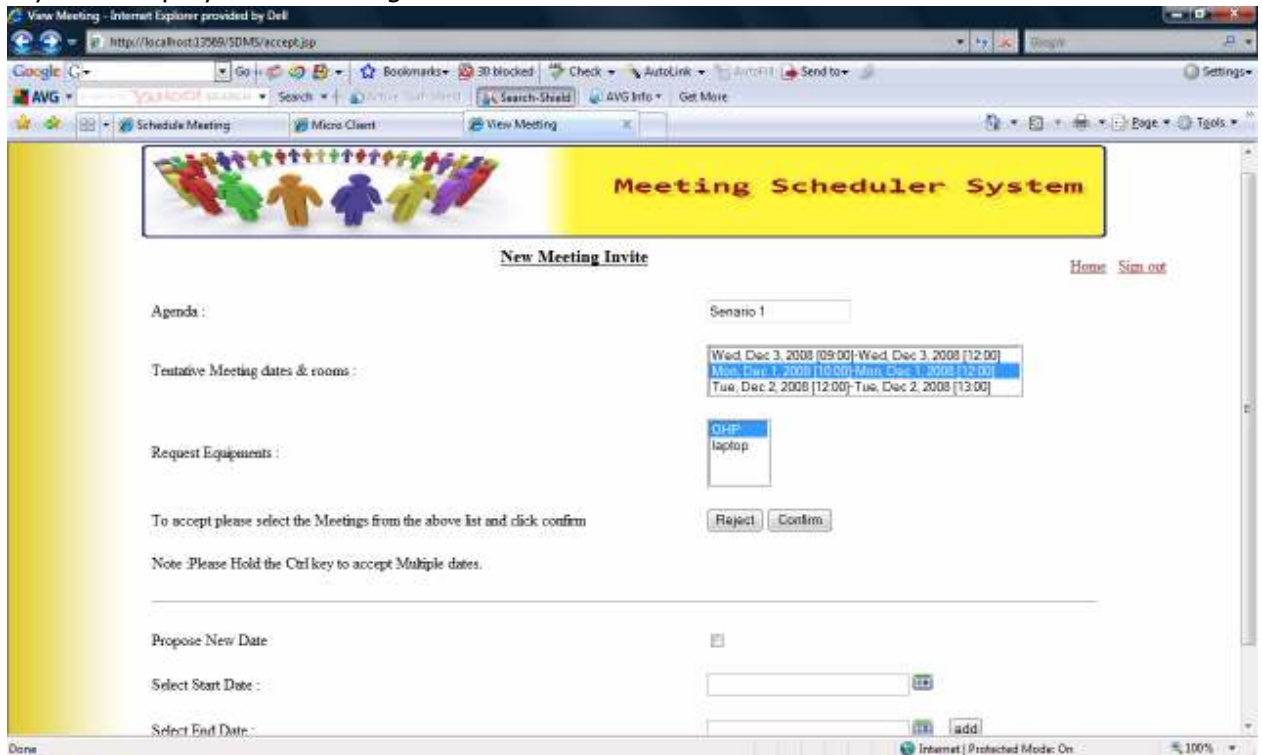 View Meeting - Internet Explorer provided by Dell
http://localhost:13569/SDMS/accept.jsp
Google
Google G
Go
Bookmarks
30 blocked
Check
AutoLink
AutoFill
Send to
Settings
AVG
YAHOO! SEARCH
Search
Search-Shield
AVG Info
Get More
Schedule Meeting
Micro Client
View Meeting
Page
Tools
Meeting Scheduler System
New Meeting Invite
Home Sign out
Agenda :
Senario 1
Tentative Meeting dates & rooms :
Wed, Dec 3, 2008 [09:00]-Wed, Dec 3, 2008 [12:00]
Mon, Dec 1, 2008 [10:00]-Mon, Dec 1, 2008 [12:00]
Tue, Dec 2, 2008 [12:00]-Tue, Dec 2, 2008 [13:00]
Request Equipments :
OHP
laptop
To accept please select the Meetings from the above list and click confirm
Reject Confirm
Note :Please Hold the Ctrl key to accept Multiple dates.
Propose New Date
Select Start Date :
Select End Date :
add
Done
Internet | Protected Mode: On
100%